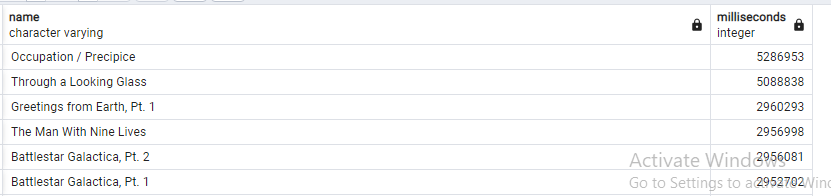 name milliseconds
character varying integer
Occupation / Precipice 5286953
Through a Looking Glass 5088838
Greetings from Earth, Pt. 1 2960293
The Man With Nine Lives 2956998
Battlestar Galactica, Pt. 2 2956081
Battlestar Galactica, Pt. 1 2952702
Activate Windows
Go to Settings to activate Wind